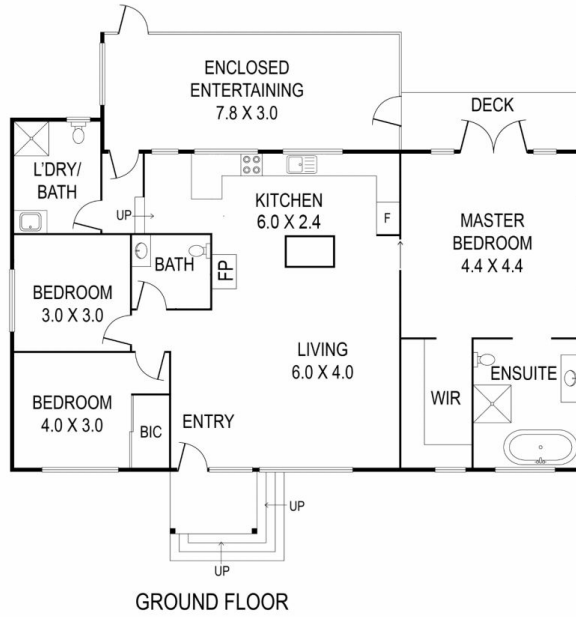 ENCLOSED
ENTERTAINING
7.8 X 3.0
DECK
L'DRY/
BATH
UP
KITCHEN
6.0 X 2.4
F
MASTER
BEDROOM
4.4 X 4.4
BATH
FP
BEDROOM
3.0 X 3.0
LIVING
6.0 X 4.0
ENSUITE
WIR
BEDROOM
4.0 X 3.0
BIC
ENTRY
UP
UP
GROUND FLOOR